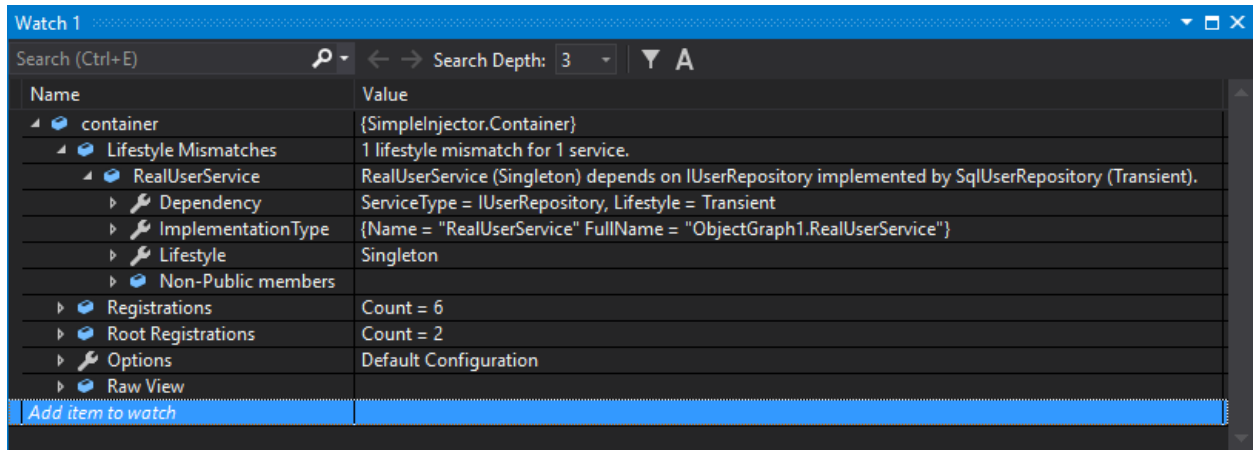 Watch 1
Search (Ctrl+E) Search Depth: 3 A
Name Value
container {SimpleInjector.Container}
Lifestyle Mismatches 1 lifestyle mismatch for 1 service.
RealUserService RealUserService (Singleton) depends on IUserRepository implemented by SqlUserRepository (Transient).
Dependency ServiceType = IUserRepository, Lifestyle = Transient
ImplementationType {Name = "RealUserService" FullName = "ObjectGraph1.RealUserService"}
Lifestyle Singleton
Non-Public members
Registrations Count = 6
Root Registrations Count = 2
Options Default Configuration
Raw View
Add item to watch